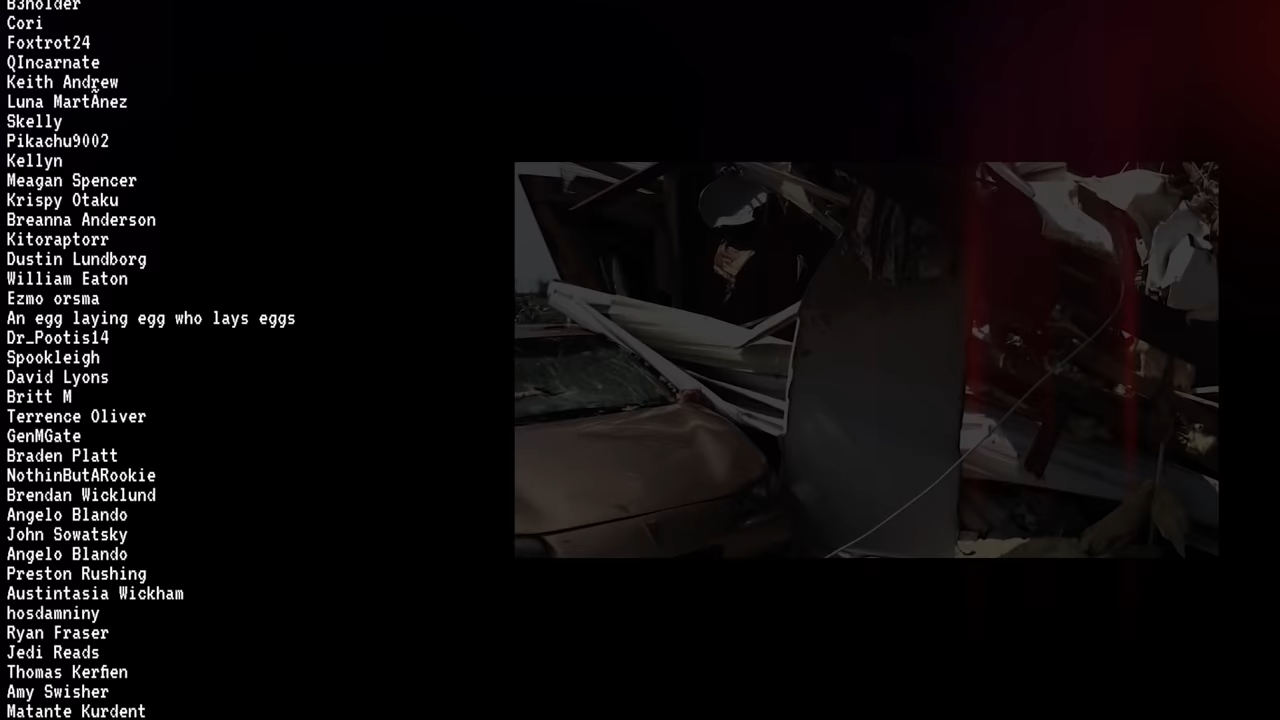 B3holder
Cori
Foxtrot24
QIncarnate
Keith Andrew
Luna MartÃnez
Skelly
Pikachu9002
Kellyn
Meagan Spencer
Krispy Otaku
Breanna Anderson
Kitoraptorr
Dustin Lundborg
William Eaton
Ezmo orsma
An egg laying egg who lays eggs
Dr_Pootis14
Spookleigh
David Lyons
Britt M
Terrence Oliver
GenMGate
Braden Platt
NothinButARookie
Brendan Wicklund
Angelo Blando
John Sowatsky
Angelo Blando
Preston Rushing
Austintasia Wickham
hosdamniny
Ryan Fraser
Jedi Reads
Thomas Kerfien
Amy Swisher
Matante Kurdent